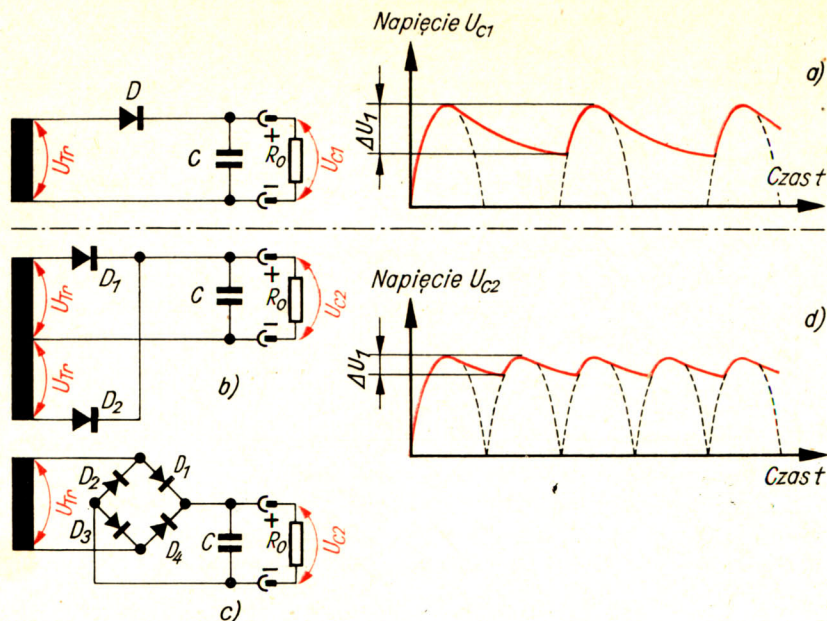 Napięcie U_C1
a)
D
U_Tr
C
+
R_0
−
U_C1
ΔU_1
Czas t
D_1
U_Tr
C
+
R_0
−
U_C2
U_Tr
D_2
b)
Napięcie U_C2
d)
ΔU_1
Czas t
U_Tr
D_2
D_1
D_3
D_4
C
+
R_0
−
U_C2
c)